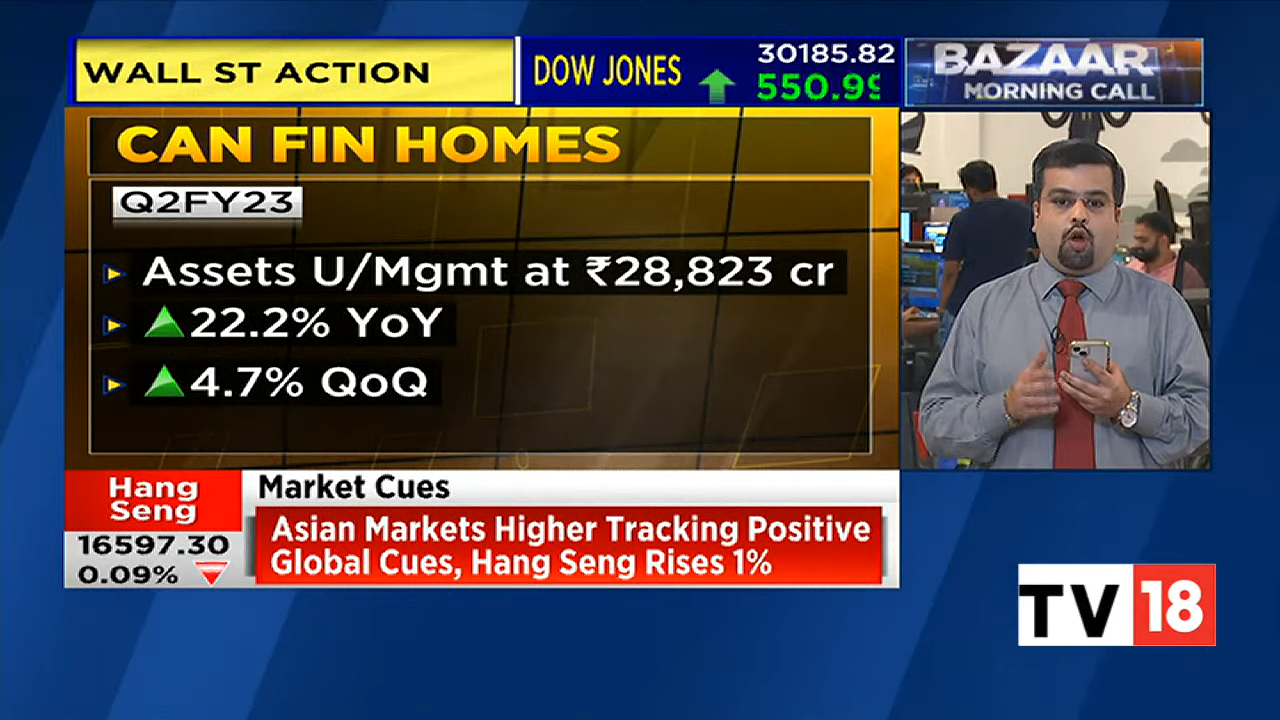 WALL ST ACTION
DOW JONES
30185.82
550.99
BAZAAR
MORNING CALL
CAN FIN HOMES
Q2FY23
Assets U/Mgmt at ₹28,823 cr
22.2% YoY
4.7% QoQ
Hang
Seng
16597.30
0.09%
Market Cues
Asian Markets Higher Tracking Positive
Global Cues, Hang Seng Rises 1%
TV18